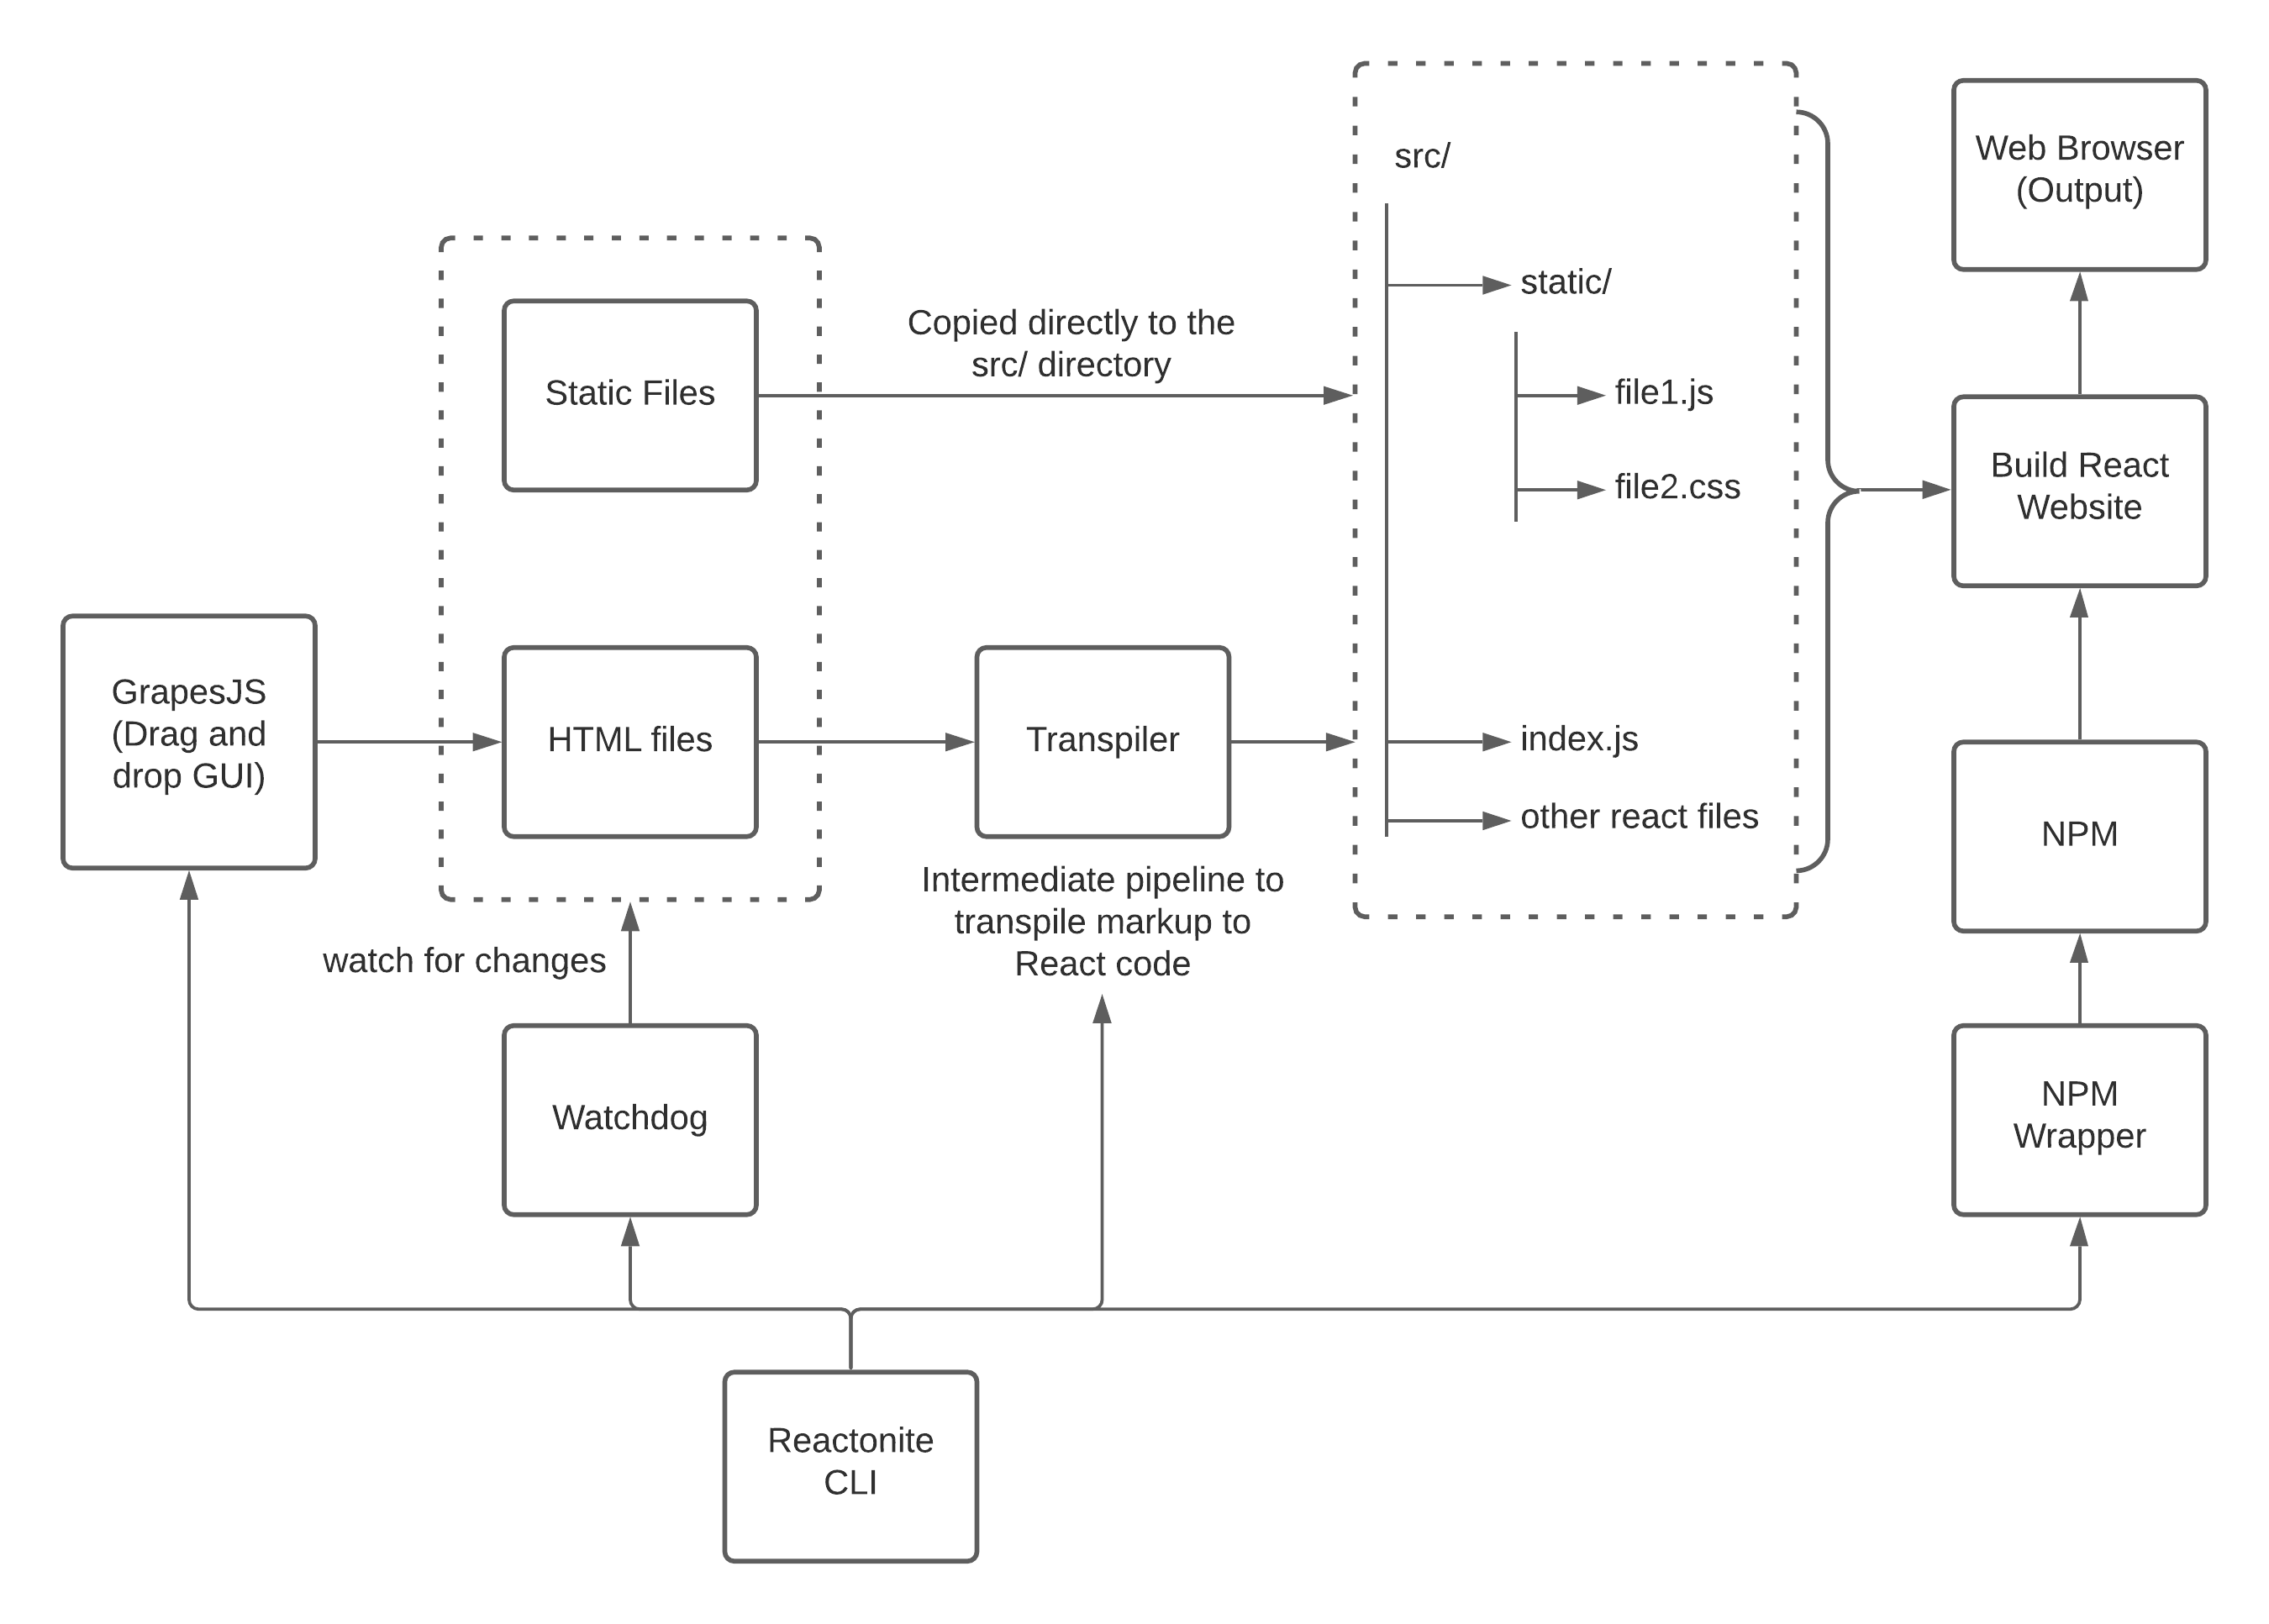 src/
Web Browser
(Output)
static/
Copied directly to the
src/ directory
Static Files
file1.js
file2.css
Build React
Website
GrapesJS
(Drag and
drop GUI)
HTML files
Transpiler
index.js
other react files
NPM
Intermediate pipeline to
transpile markup to
React code
watch for changes
Watchdog
NPM
Wrapper
Reactonite
CLI